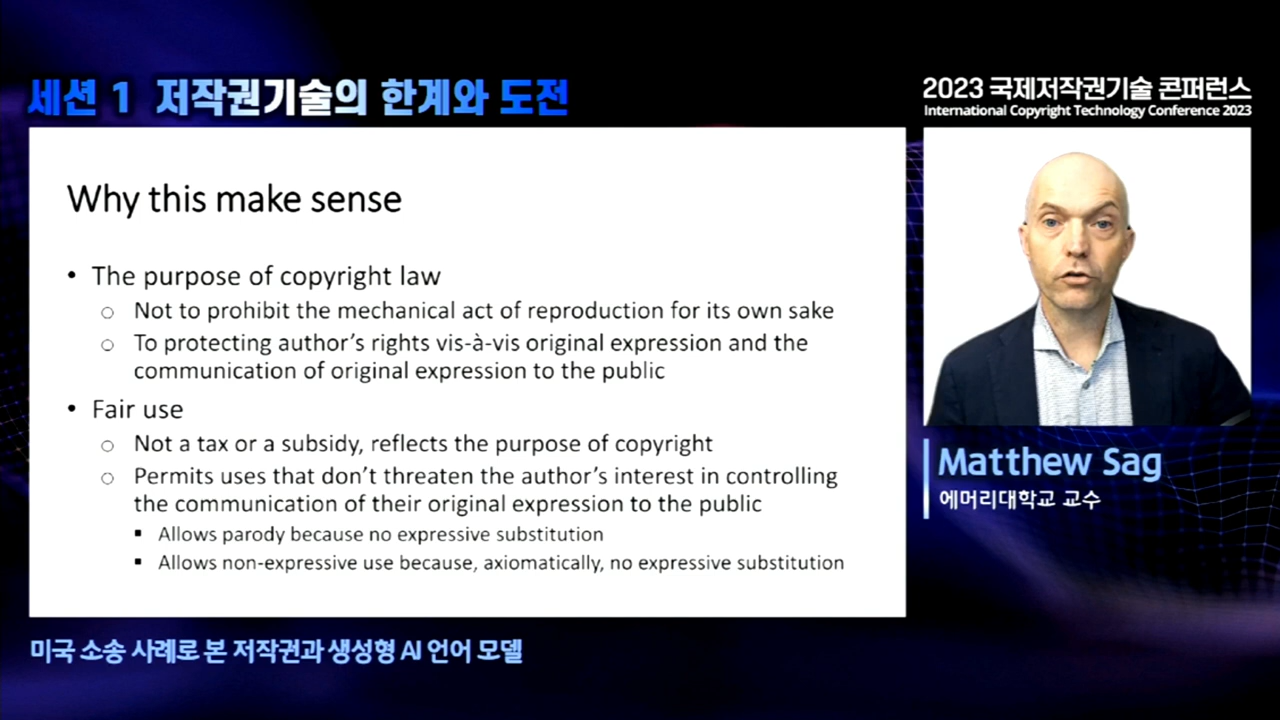 세션 1 저작권기술의 한계와 도전
2023 국제저작권기술 콘퍼런스
International Copyright Technology Conference 2023
Why this make sense
• The purpose of copyright law
○ Not to prohibit the mechanical act of reproduction for its own sake
○ To protecting author's rights vis-à-vis original expression and the
communication of original expression to the public
• Fair use
○ Not a tax or a subsidy, reflects the purpose of copyright
○ Permits uses that don't threaten the author's interest in controlling
the communication of their original expression to the public
▪ Allows parody because no expressive substitution
▪ Allows non-expressive use because, axiomatically, no expressive substitution
Matthew Sag
에머리대학교 교수
미국 소송 사례로 본 저작권과 생성형 AI 언어 모델